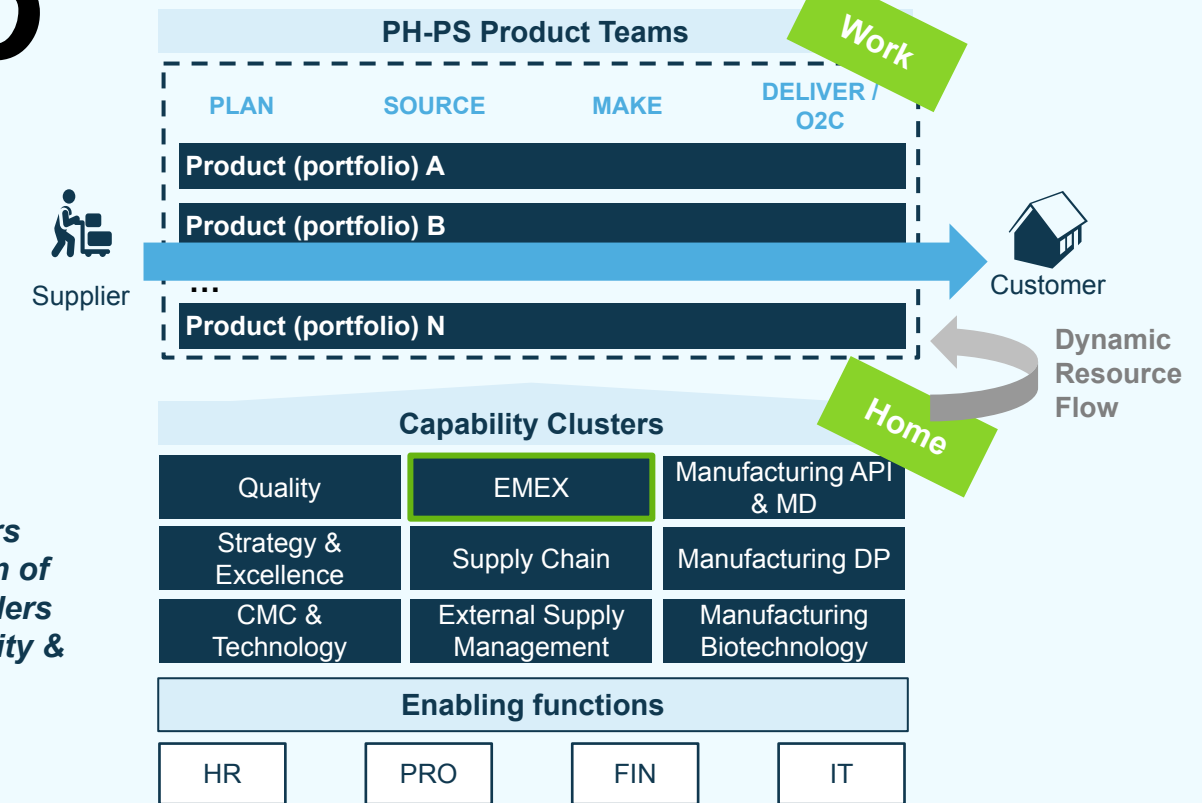 PH-PS Product Teams
Work
PLAN
SOURCE
MAKE
DELIVER /
O2C
Product (portfolio) A
Product (portfolio) B
...
Product (portfolio) N
Supplier
Customer
Dynamic
Resource
Flow
Home
Capability Clusters
Quality
EMEX
Manufacturing API
& MD
Strategy &
Excellence
Supply Chain
Manufacturing DP
CMC &
Technology
External Supply
Management
Manufacturing
Biotechnology
of
ity &
Enabling functions
HR
PRO
FIN
IT